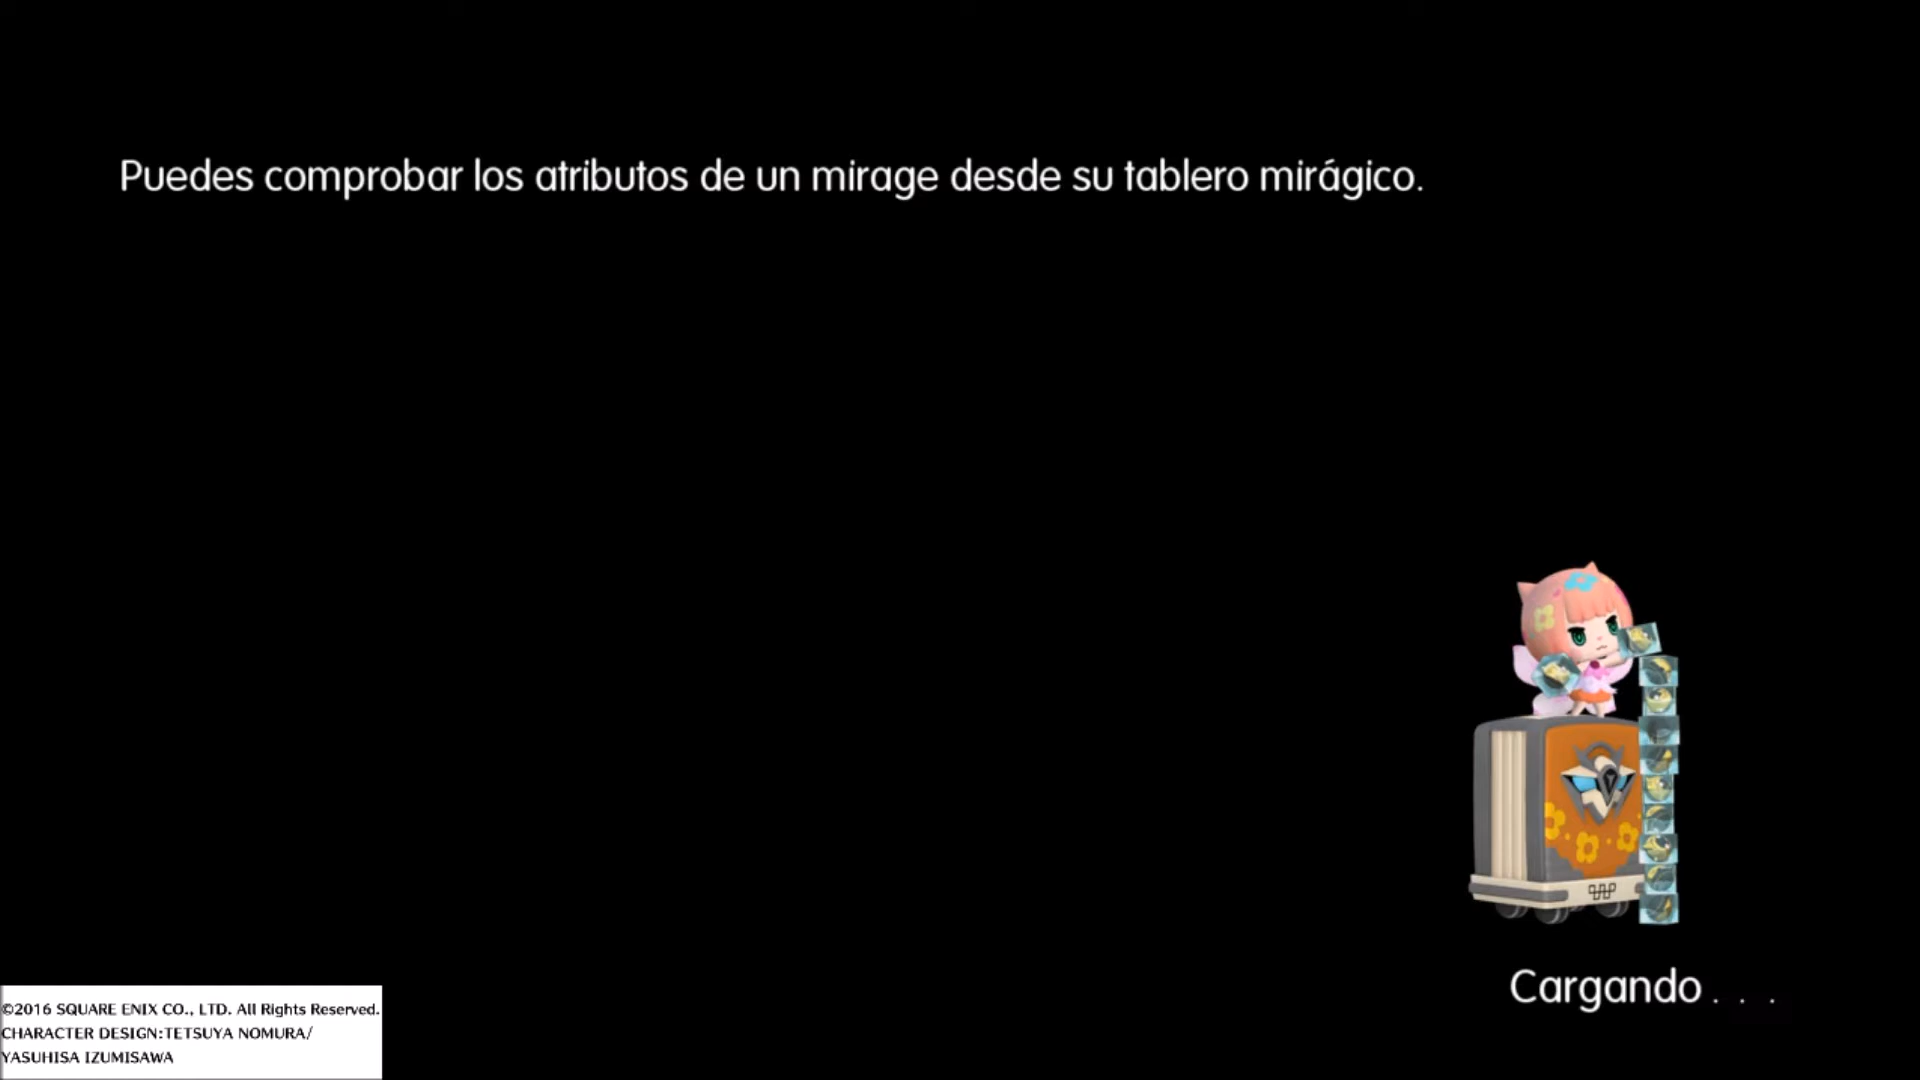 Puedes comprobar los atributos de un mirage desde su tablero mirágico.
Cargando . . .
©2016 SQUARE ENIX CO., LTD. All Rights Reserved.
CHARACTER DESIGN:TETSUYA NOMURA/
YASUHISA IZUMISAWA